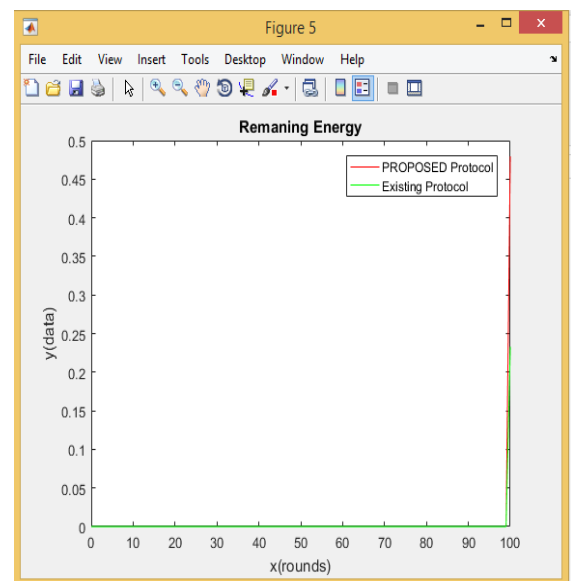 Figure 5
File Edit View Insert Tools Desktop Window Help
Remaning Energy
PROPOSED Protocol
Existing Protocol
0.5
0.45
0.4
0.35
0.3
0.25
0.2
0.15
0.1
0.05
0
y(data)
0 10 20 30 40 50 60 70 80 90 100
x(rounds)